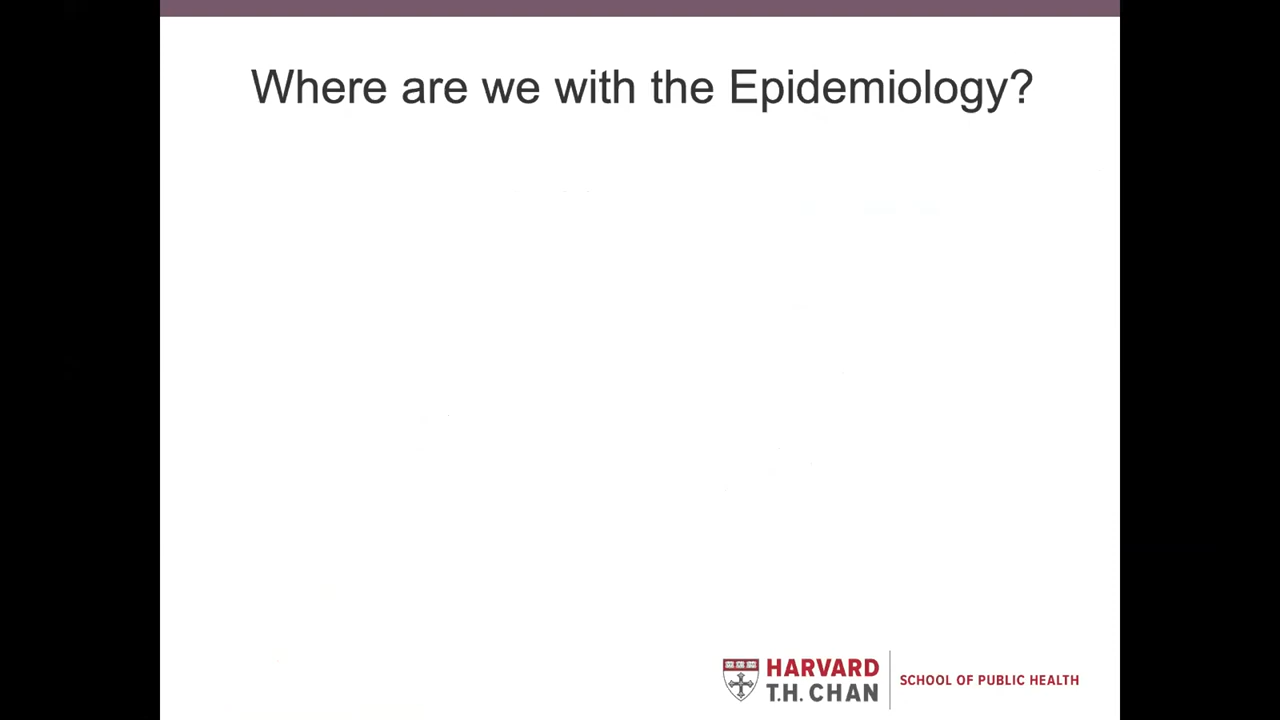 Where are we with the Epidemiology?
HARVARD
T.H. CHAN
SCHOOL OF PUBLIC HEALTH